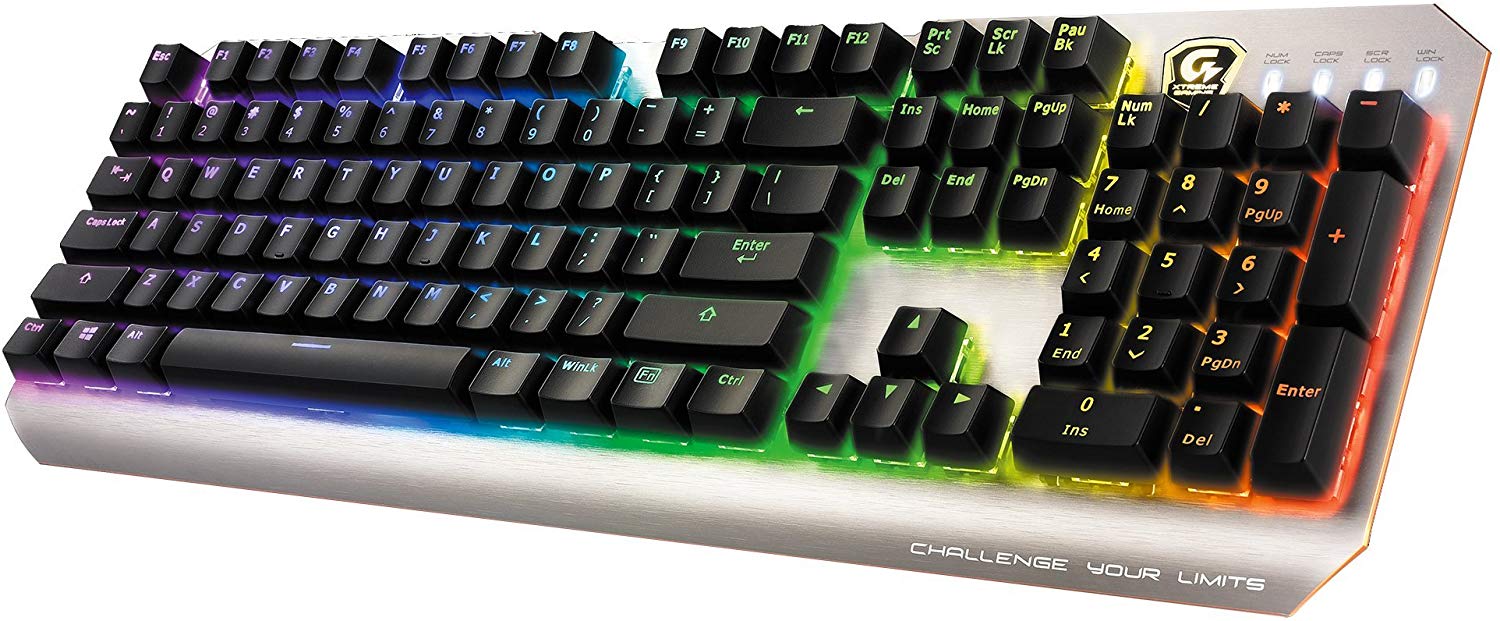 Esc F1 F2 F3 F4 F5 F6 F7 F8 F9 F10 F11 F12 Prt Sc Scr Lk Pau Bk
XTREME GAMING
NUM LOCK CAPS LOCK SCR LOCK WIN LOCK
~ ` ! 1 @ 2 # 3 $ 4 % 5 ^ 6 & 7 * 8 ( 9 ) 0 _ - + = ← Ins Home PgUp Num Lk / * -
Q W E R T Y U I O P { [ } ] | \ Del End PgDn 7 Home 8 ^ 9 PgUp +
Caps Lock A S D F G H J K L : ; " ' Enter 4 < 5 6 >
Z X C V B N M < , > . ? / 1 End 2 3 PgDn Enter
Ctrl Alt Alt WinLk Fn Ctrl 0 Ins . Del
CHALLENGE YOUR LIMITS